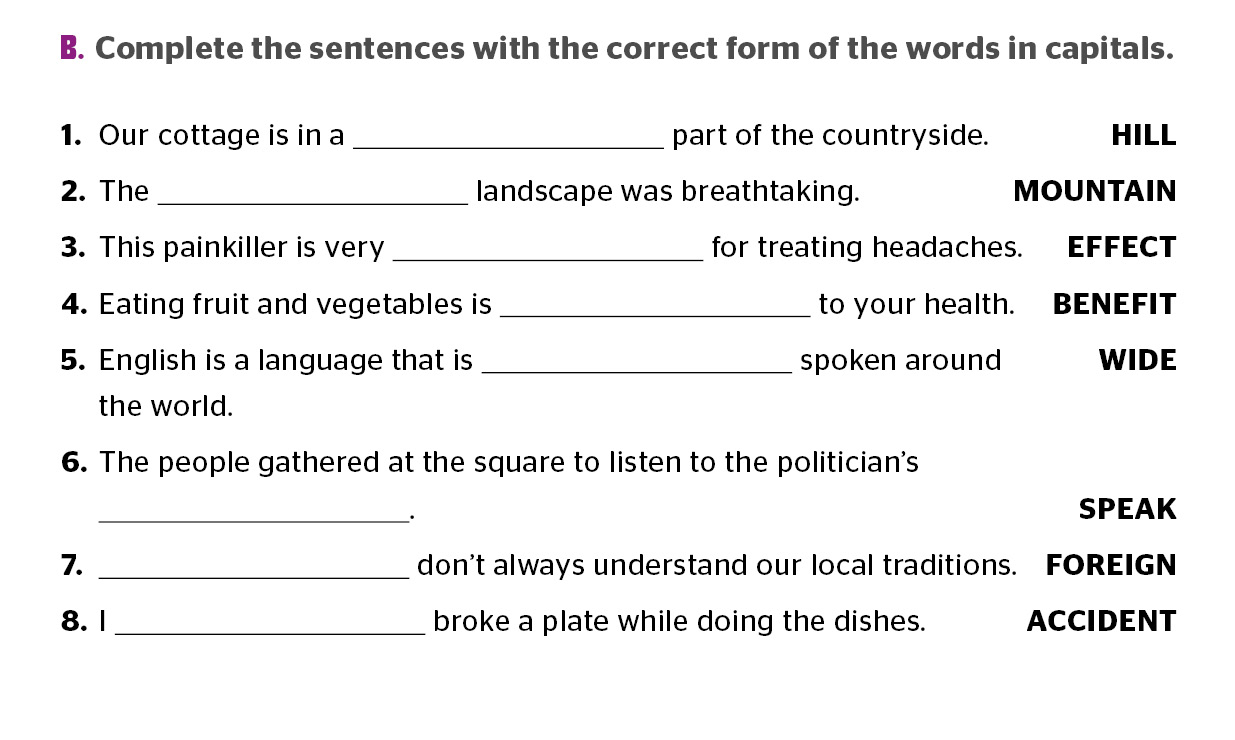 B. Complete the sentences with the correct form of the words in capitals.
1. Our cottage is in a ____________________ part of the countryside. HILL
2. The ____________________ landscape was breathtaking. MOUNTAIN
3. This painkiller is very ____________________ for treating headaches. EFFECT
4. Eating fruit and vegetables is ____________________ to your health. BENEFIT
5. English is a language that is ____________________ spoken around WIDE
the world.
6. The people gathered at the square to listen to the politician’s
____________________. SPEAK
7. ____________________ don’t always understand our local traditions. FOREIGN
8. I ____________________ broke a plate while doing the dishes. ACCIDENT